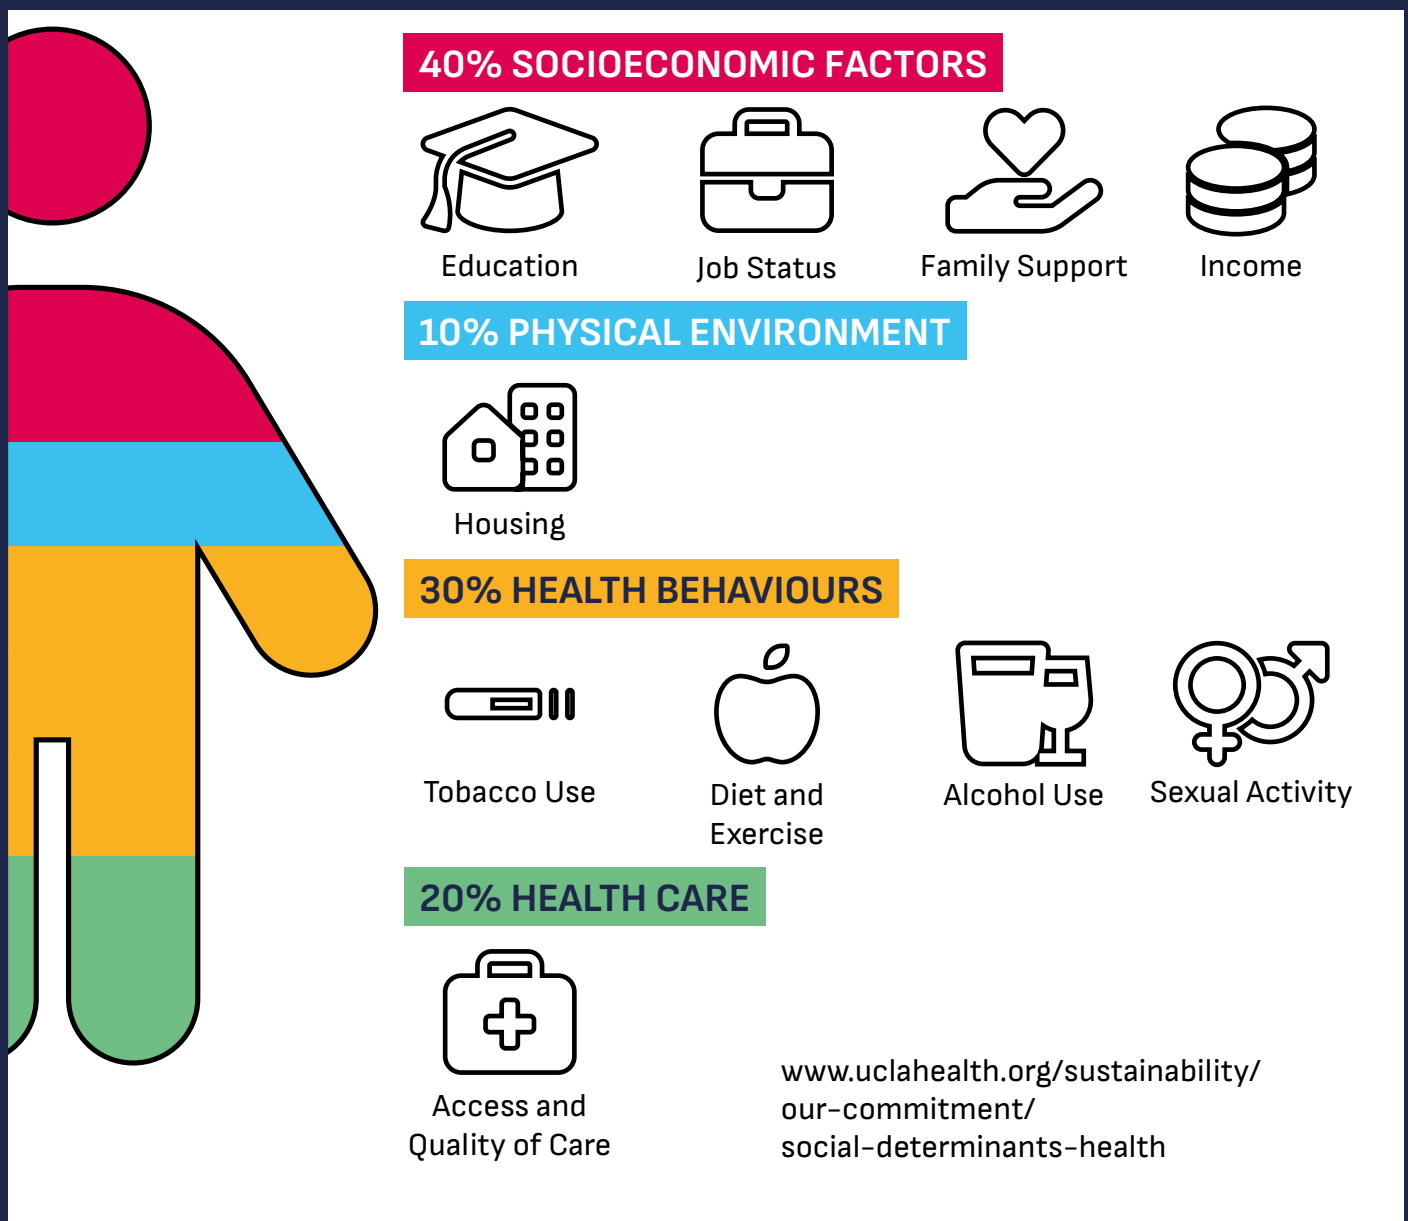 40% SOCIOECONOMIC FACTORS
Education
Job Status
Family Support
Income
10% PHYSICAL ENVIRONMENT
Housing
30% HEALTH BEHAVIOURS
Tobacco Use
Diet and
Exercise
Alcohol Use
Sexual Activity
20% HEALTH CARE
Access and
Quality of Care
www.uclahealth.org/sustainability/
our-commitment/
social-determinants-health